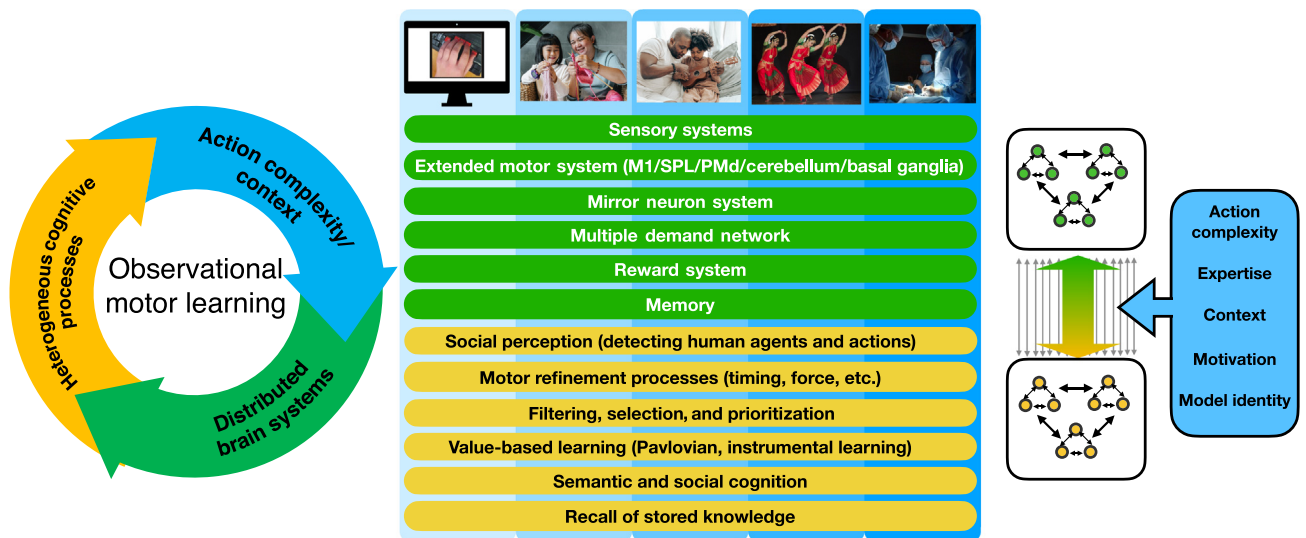 Action complexity/
context
Heterogeneous cognitive
processes
Observational
motor learning
Distributed
brain systems
Sensory systems
Extended motor system (M1/SPL/PMd/cerebellum/basal ganglia)
Mirror neuron system
Multiple demand network
Reward system
Memory
Social perception (detecting human agents and actions)
Motor refinement processes (timing, force, etc.)
Filtering, selection, and prioritization
Value-based learning (Pavlovian, instrumental learning)
Semantic and social cognition
Recall of stored knowledge
Action
complexity
Expertise
Context
Motivation
Model identity